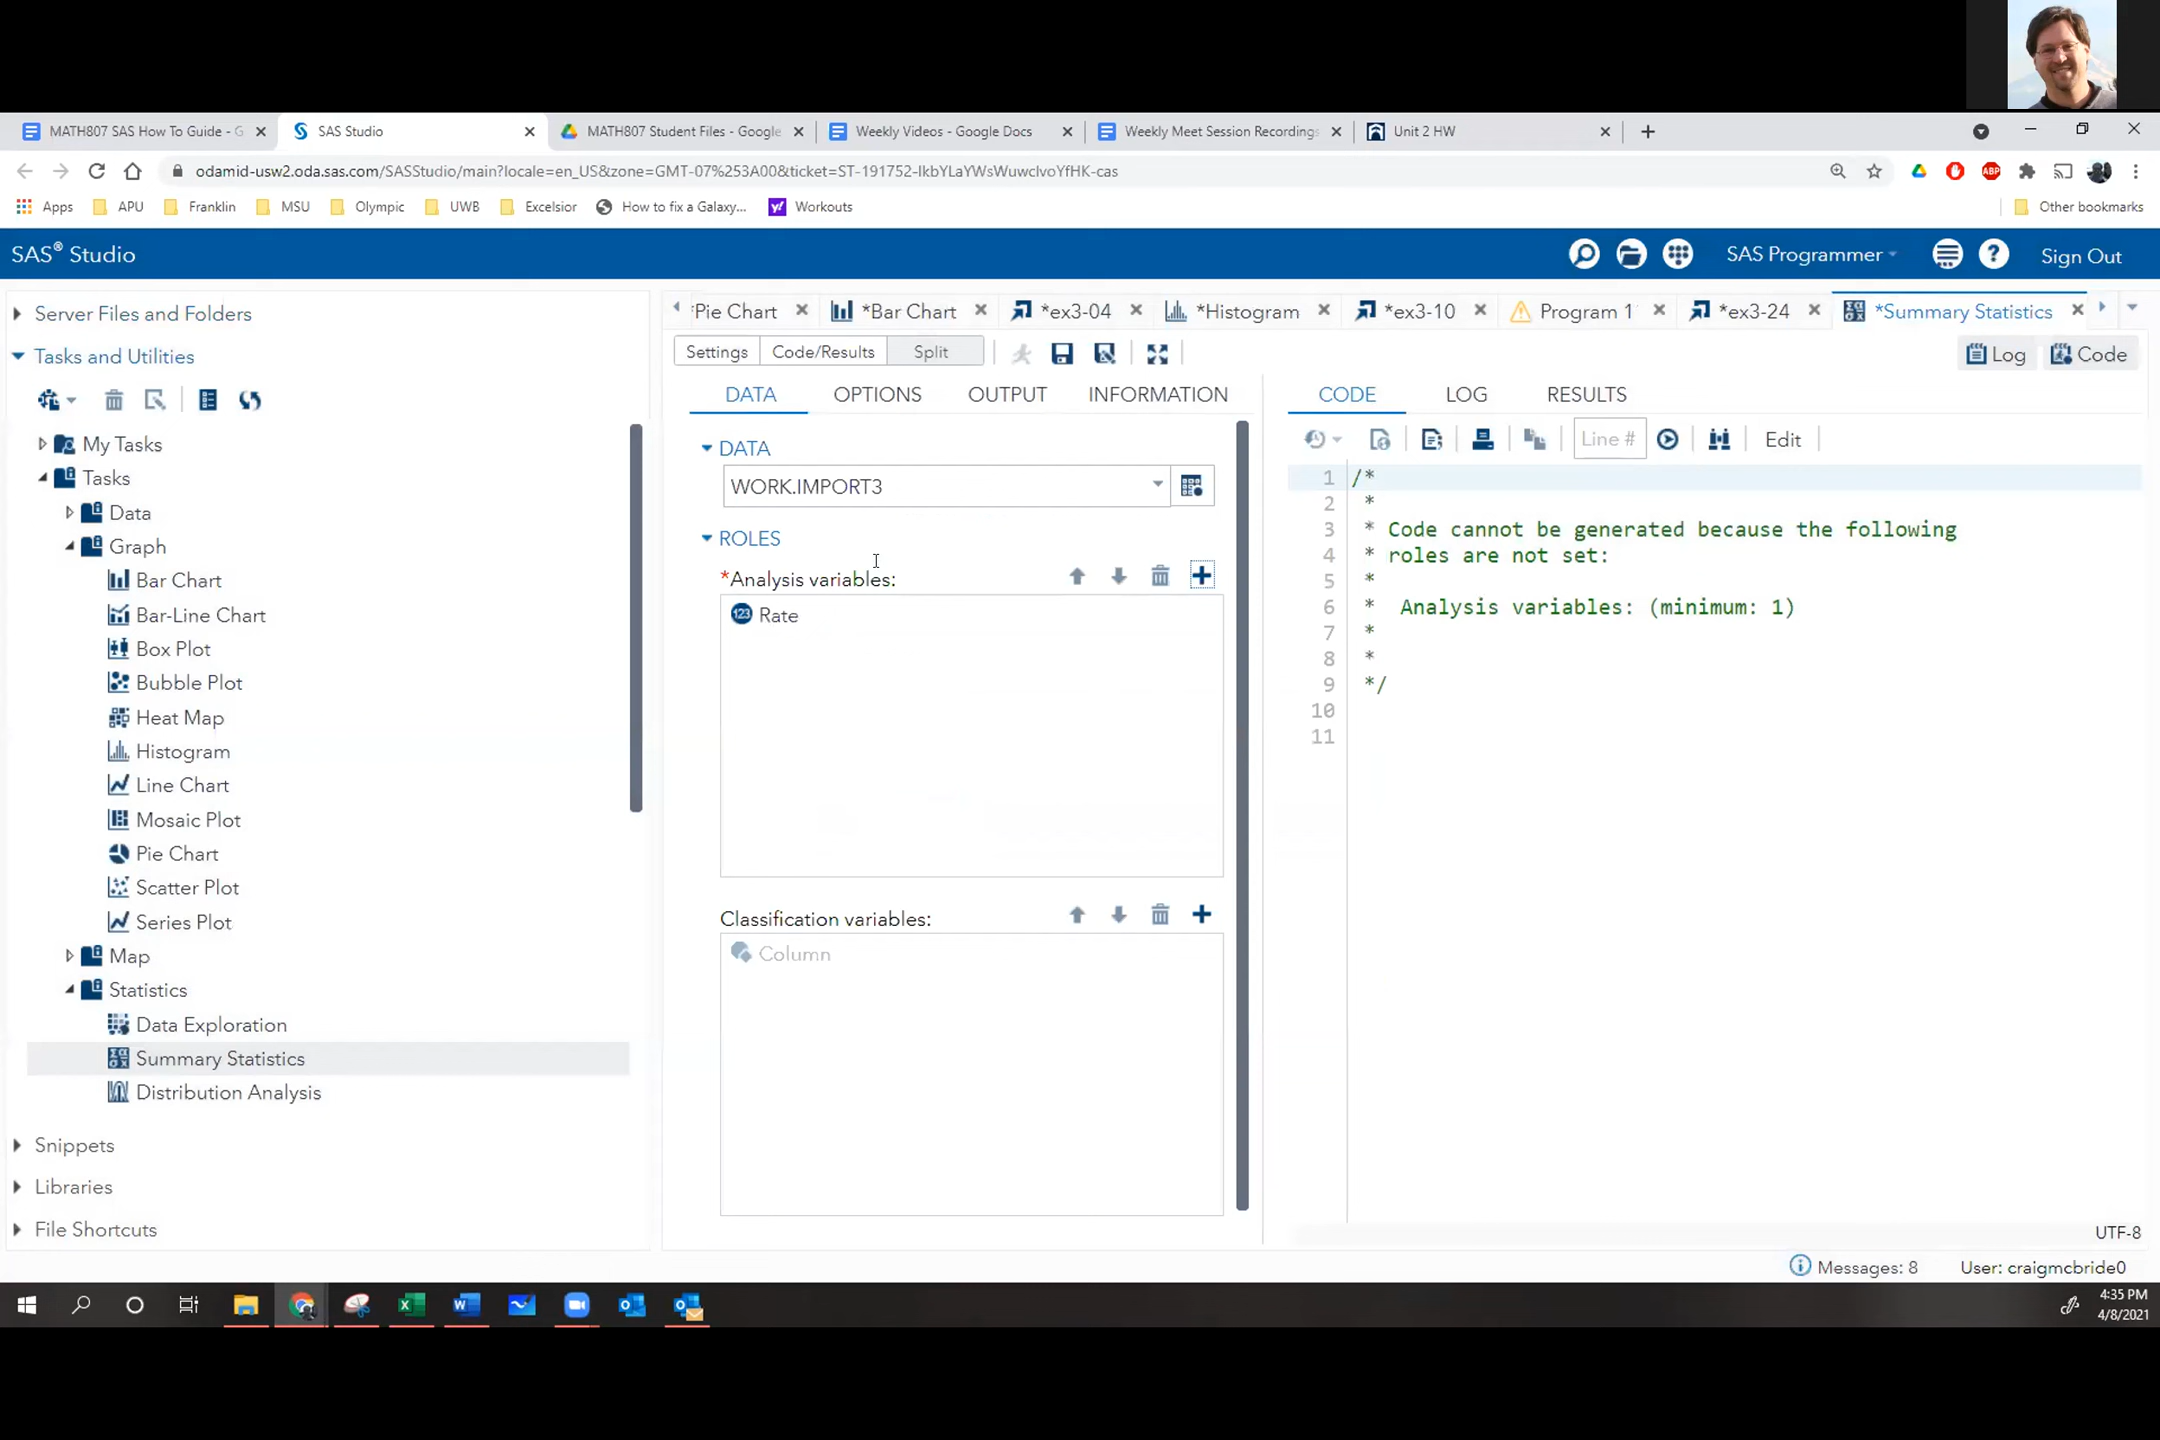 MATH807 SAS How To Guide - G
SAS Studio
MATH807 Student Files - Google
Weekly Videos - Google Docs
Weekly Meet Session Recordings
Unit 2 HW
odamid-usw2.oda.sas.com/SASStudio/main?locale=en_US&zone=GMT-07%253A00&ticket=ST-191752-IkbYLaYWsWuwcIvoYfHK-cas
ABP
Apps
APU
Franklin
MSU
Olympic
UWB
Excelsior
How to fix a Galaxy...
Workouts
Other bookmarks
SAS® Studio
SAS Programmer
Sign Out
Server Files and Folders
Tasks and Utilities
My Tasks
Tasks
Data
Graph
Bar Chart
Bar-Line Chart
Box Plot
Bubble Plot
Heat Map
Histogram
Line Chart
Mosaic Plot
Pie Chart
Scatter Plot
Series Plot
Map
Statistics
Data Exploration
Summary Statistics
Distribution Analysis
Snippets
Libraries
File Shortcuts
*Pie Chart
*Bar Chart
*ex3-04
*Histogram
*ex3-10
Program 1
*ex3-24
*Summary Statistics
Settings
Code/Results
Split
Log
Code
DATA
OPTIONS
OUTPUT
INFORMATION
DATA
WORK.IMPORT3
ROLES
*Analysis variables:
123 Rate
Classification variables:
Column
CODE
LOG
RESULTS
Line #
Edit
1 /*
2 *
3 * Code cannot be generated because the following
4 * roles are not set:
5 *
6 * Analysis variables: (minimum: 1)
7 *
8 *
9 */
10
11
UTF-8
Messages: 8
User: craigmcbride0
4:35 PM
4/8/2021